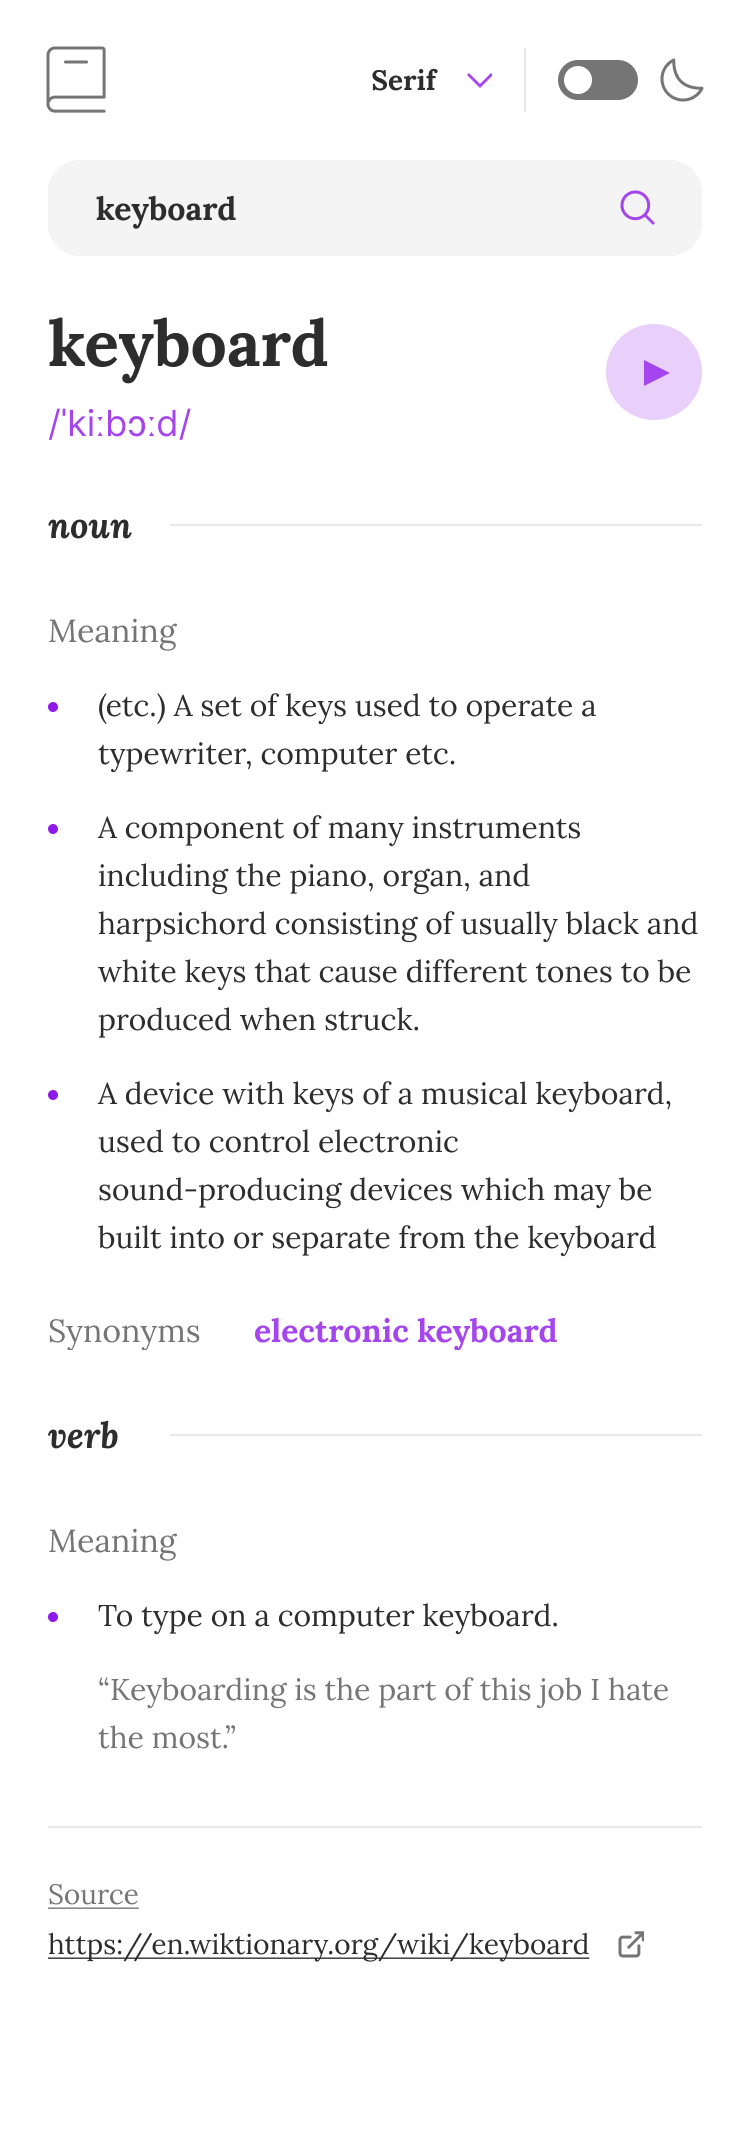 Serif
keyboard
keyboard
/ˈkiːbɔːd/
noun
Meaning
(etc.) A set of keys used to operate a
typewriter, computer etc.
A component of many instruments
including the piano, organ, and
harpsichord consisting of usually black and
white keys that cause different tones to be
produced when struck.
A device with keys of a musical keyboard,
used to control electronic
sound-producing devices which may be
built into or separate from the keyboard
Synonyms electronic keyboard
verb
Meaning
To type on a computer keyboard.
“Keyboarding is the part of this job I hate
the most.”
Source
https://en.wiktionary.org/wiki/keyboard